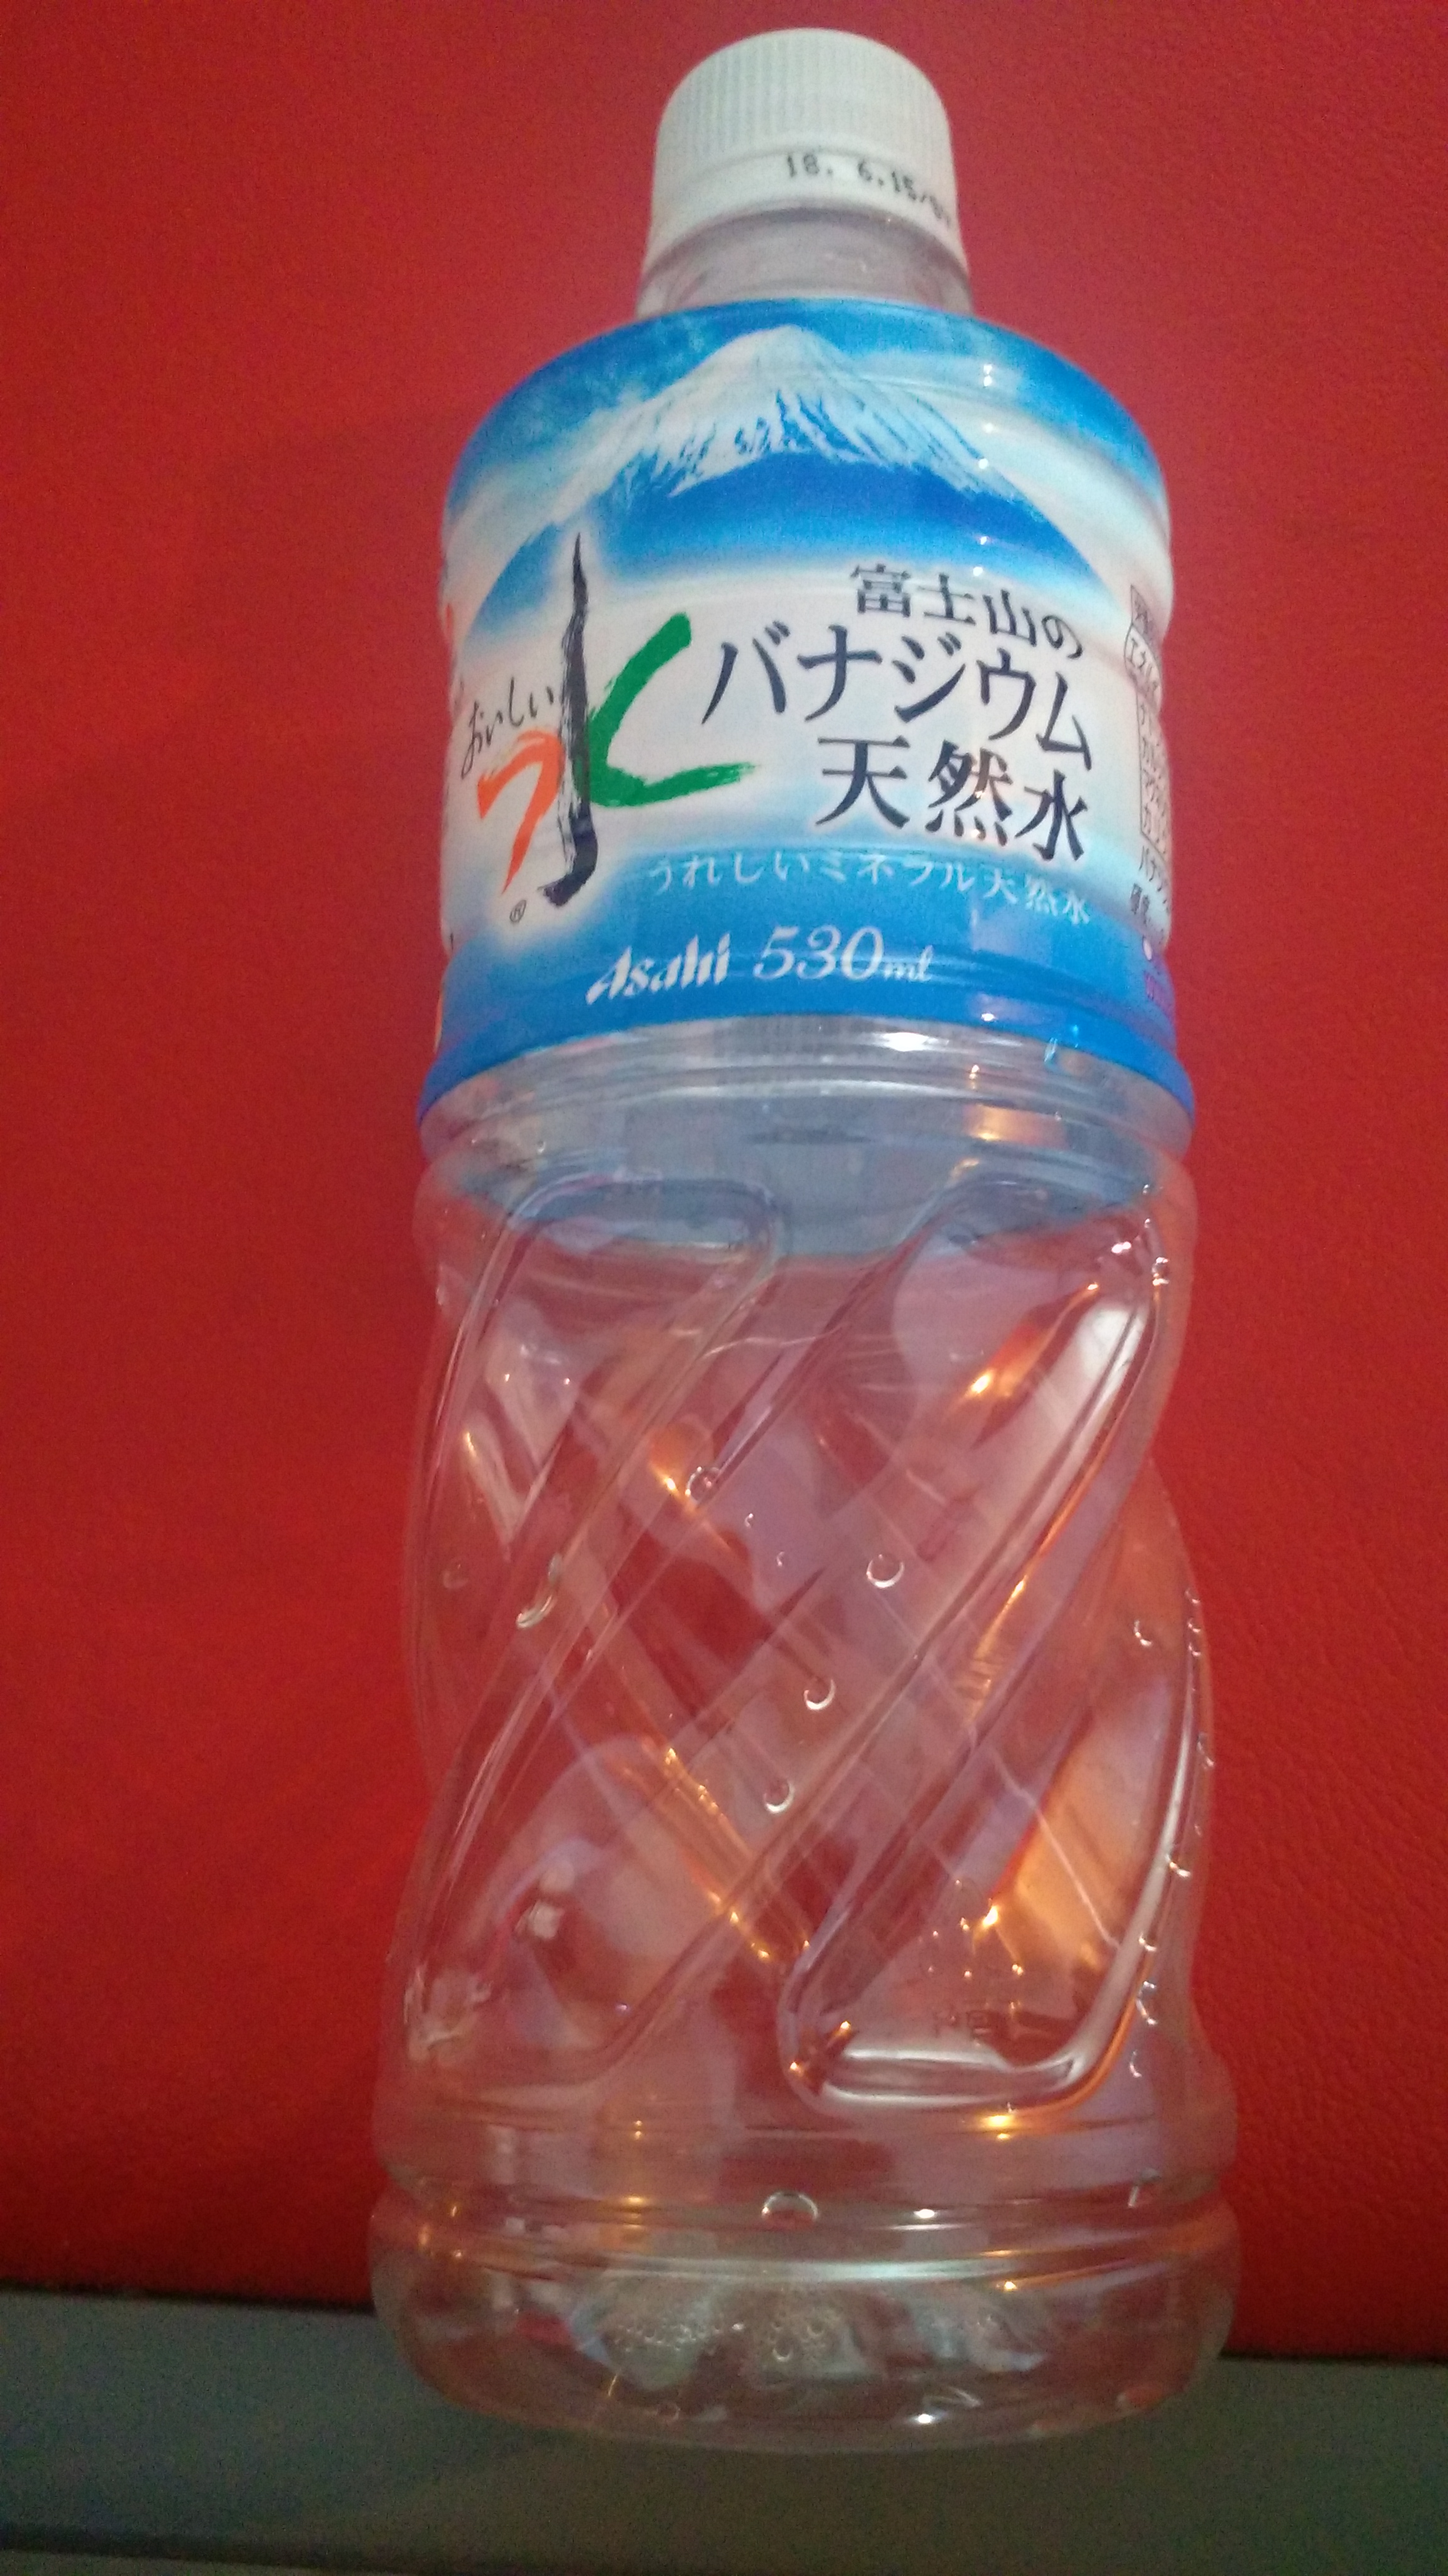 18. 6.15/
富士山の
バナジウム
天然水
おいしい
水
®
うれしいミネラル天然水
Asahi 530ml